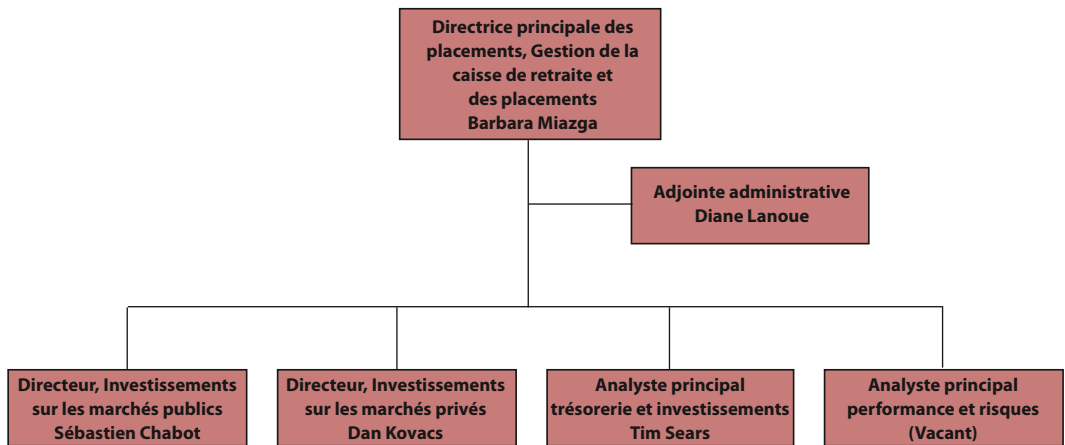 Directrice principale des
placements, Gestion de la
caisse de retraite et
des placements
Barbara Miazga
Adjointe administrative
Diane Lanoue
Directeur, Investissements
sur les marchés publics
Sébastien Chabot
Directeur, Investissements
sur les marchés privés
Dan Kovacs
Analyste principal
trésorerie et investissements
Tim Sears
Analyste principal
performance et risques
(Vacant)